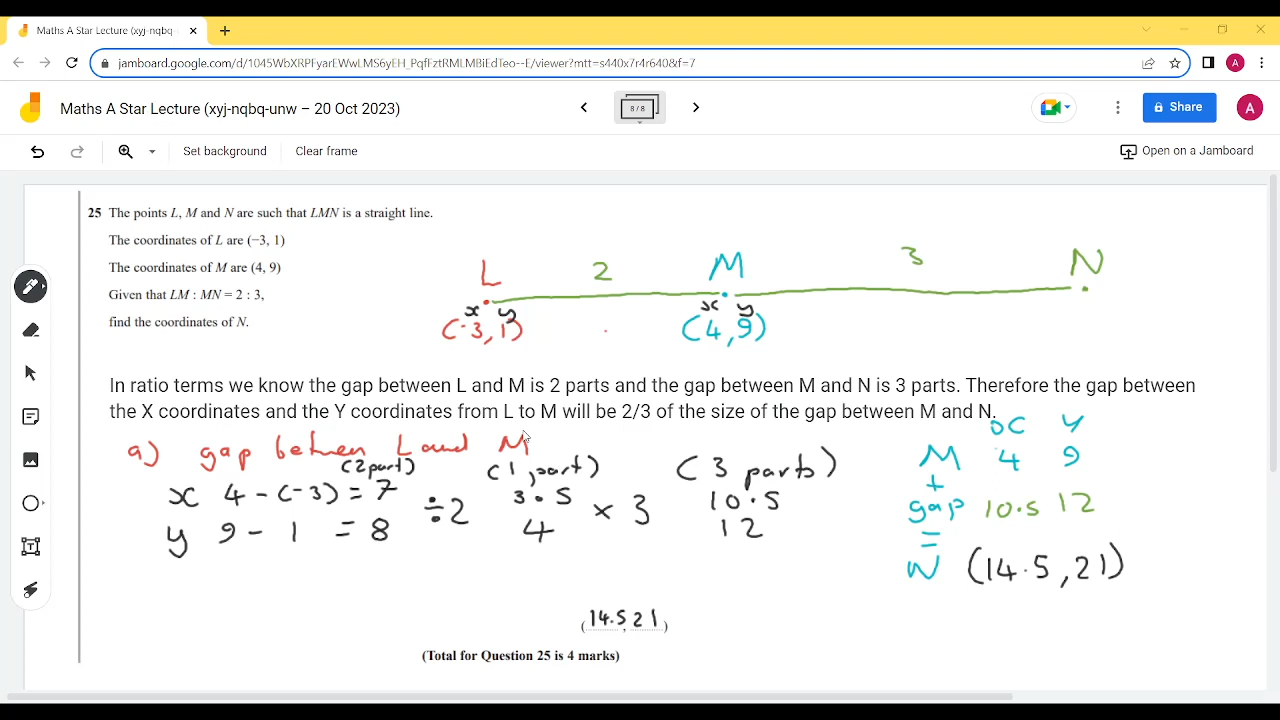 Maths A Star Lecture (xyj-nqbq
jamboard.google.com/d/1045WbXRPFyarEWwLMS6yEH_PqfFztRMLMBiEdTeo--E/viewer?mtt=s440x7r4r640&f=7
A
Maths A Star Lecture (xyj-nqbq-unw – 20 Oct 2023)
8 / 8
Share
A
Set background
Clear frame
Open on a Jamboard
25 The points L, M and N are such that LMN is a straight line.
The coordinates of L are (−3, 1)
The coordinates of M are (4, 9)
Given that LM : MN = 2 : 3,
find the coordinates of N.
L 2 M 3 N
x y x y
(-3, 1) (4, 9)
In ratio terms we know the gap between L and M is 2 parts and the gap between M and N is 3 parts. Therefore the gap between
the X coordinates and the Y coordinates from L to M will be 2/3 of the size of the gap between M and N.
a) gap between L and M
(2 part) (1 part) (3 parts)
x 4 - (-3) = 7 ÷2 3.5 × 3 10.5
y 9 - 1 = 8 4 12
x y
M 4 9
+
gap 10.5 12
=
N (14.5, 21)
(14.5, 21)
(Total for Question 25 is 4 marks)